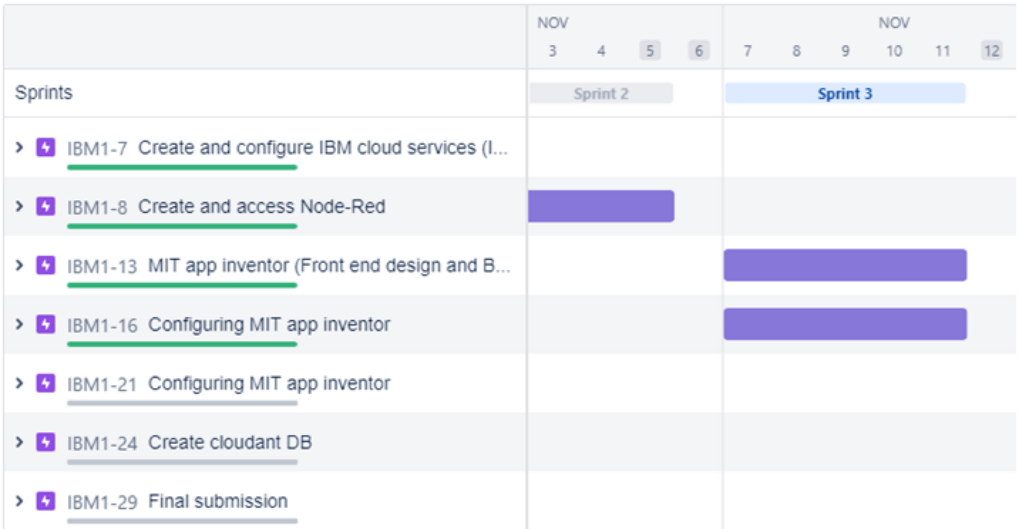 NOV NOV
3 4 5 6 7 8 9 10 11 12
Sprints Sprint 2 Sprint 3
IBM1-7 Create and configure IBM cloud services (I...
IBM1-8 Create and access Node-Red
IBM1-13 MIT app inventor (Front end design and B...
IBM1-16 Configuring MIT app inventor
IBM1-21 Configuring MIT app inventor
IBM1-24 Create cloudant DB
IBM1-29 Final submission